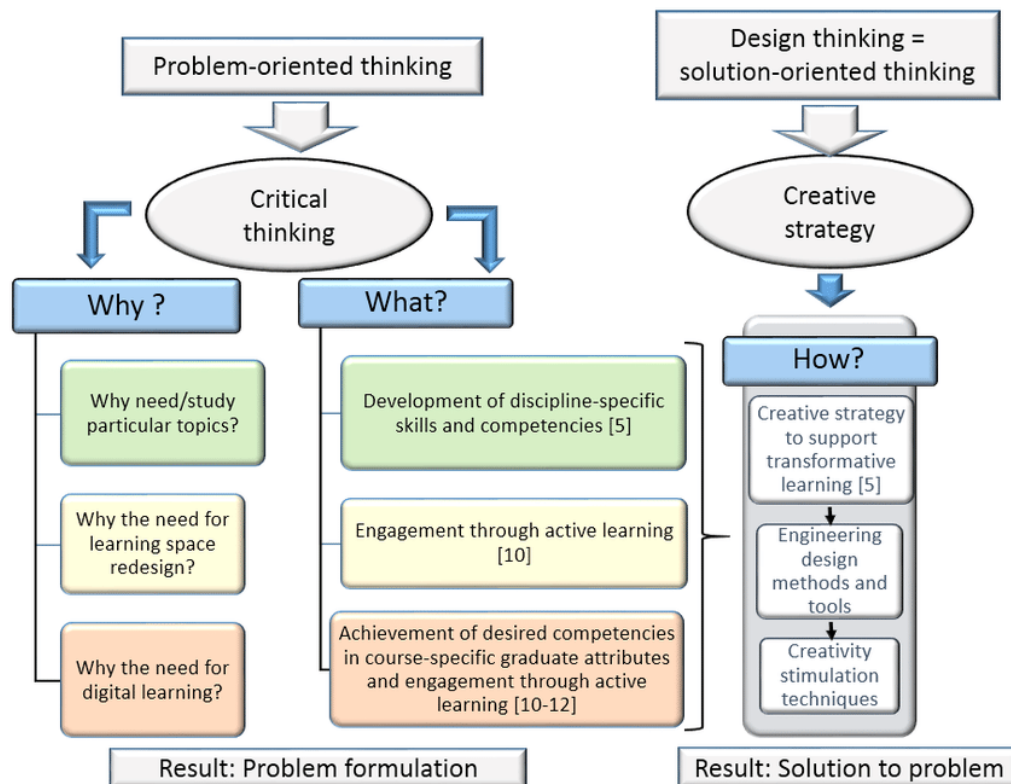 Problem-oriented thinking
Design thinking =
solution-oriented thinking
Critical
thinking
Creative
strategy
Why ?
What?
How?
Why need/study
particular topics?
Why the need for
learning space
redesign?
Why the need for
digital learning?
Development of discipline-specific
skills and competencies [5]
Engagement through active learning
[10]
Achievement of desired competencies
in course-specific graduate attributes
and engagement through active
learning [10-12]
Creative strategy
to support
transformative
learning [5]
Engineering
design
methods and
tools
Creativity
stimulation
techniques
Result: Problem formulation
Result: Solution to problem